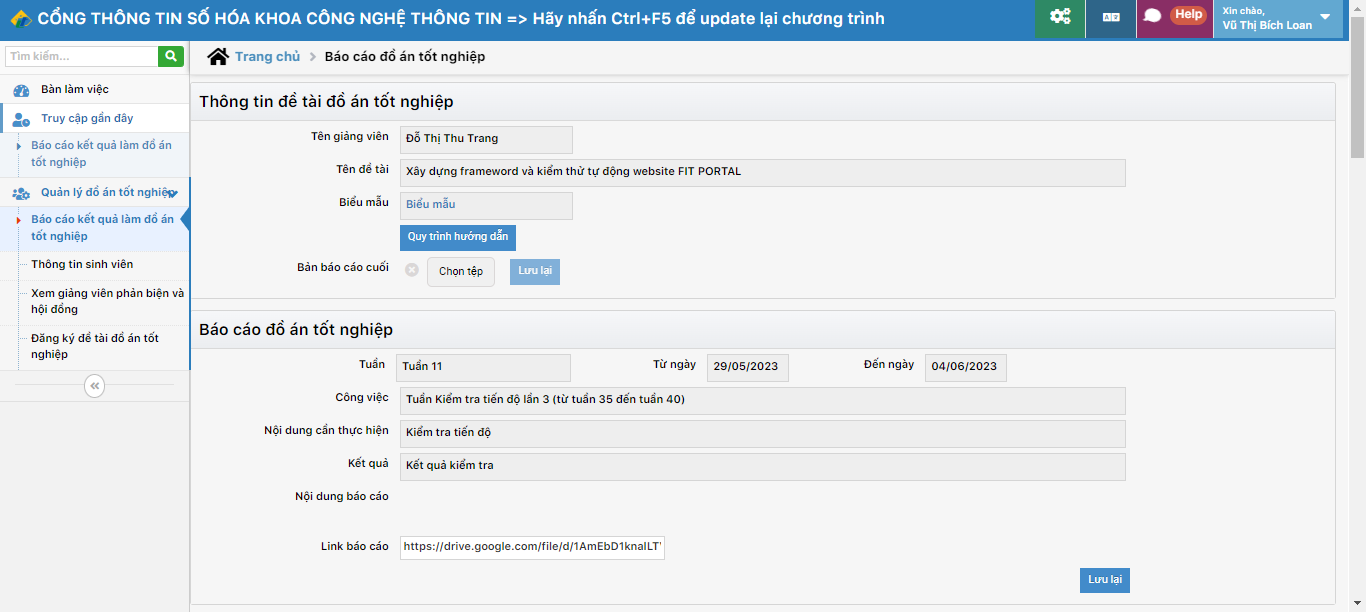 CỔNG THÔNG TIN SỐ HÓA KHOA CÔNG NGHỆ THÔNG TIN => Hãy nhấn Ctrl+F5 để update lại chương trình
Help
Xin chào,
Vũ Thị Bích Loan
Tìm kiếm...
Trang chủ
Báo cáo đồ án tốt nghiệp
Bàn làm việc
Truy cập gần đây
Báo cáo kết quả làm đồ án
tốt nghiệp
Quản lý đồ án tốt nghiệp
Báo cáo kết quả làm đồ án
tốt nghiệp
Thông tin sinh viên
Xem giảng viên phản biện và
hội đồng
Đăng ký đề tài đồ án tốt
nghiệp
Thông tin đề tài đồ án tốt nghiệp
Tên giảng viên Đỗ Thị Thu Trang
Tên đề tài Xây dựng frameword và kiểm thử tự động website FIT PORTAL
Biểu mẫu Biểu mẫu
Quy trình hướng dẫn
Bản báo cáo cuối Chọn tệp Lưu lại
Báo cáo đồ án tốt nghiệp
Tuần Tuần 11 Từ ngày 29/05/2023 Đến ngày 04/06/2023
Công việc Tuần Kiểm tra tiến độ lần 3 (từ tuần 35 đến tuần 40)
Nội dung cần thực hiện Kiểm tra tiến độ
Kết quả Kết quả kiểm tra
Nội dung báo cáo
Link báo cáo
Lưu lại